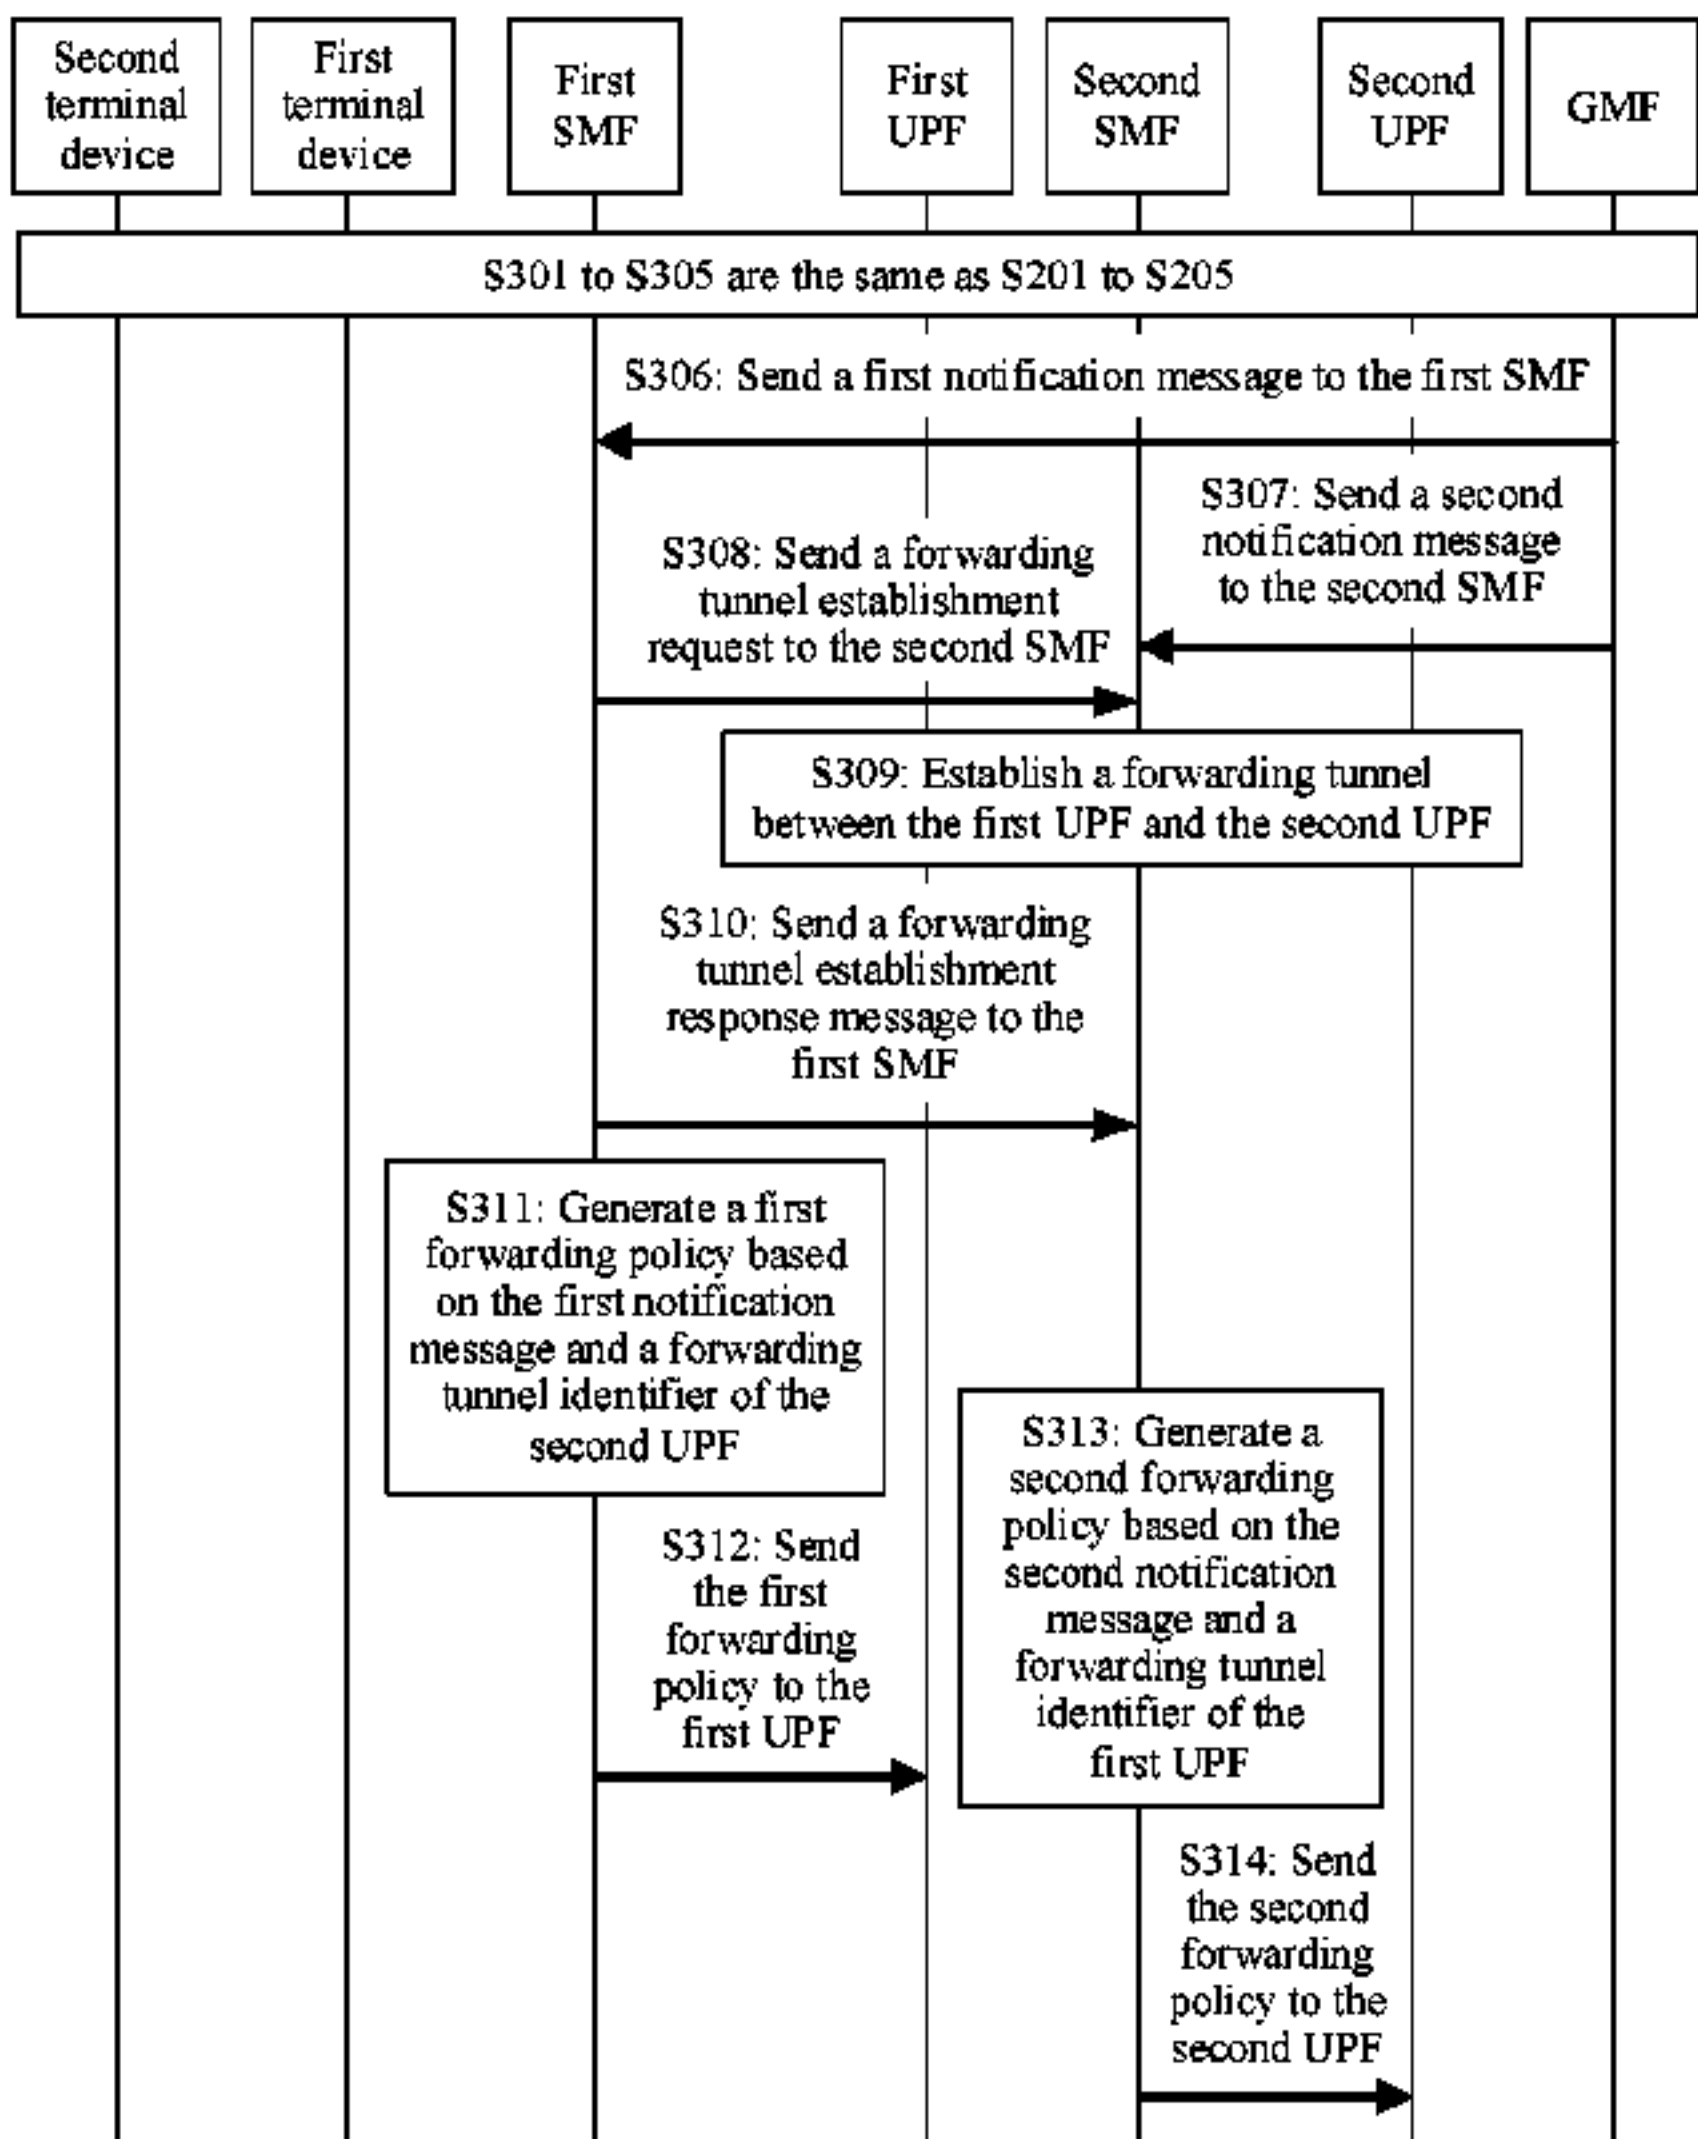 Second
terminal
device
First
terminal
device
First
SMF
First
UPF
Second
SMF
Second
UPF
GMF
S301 to S305 are the same as S201 to S205
S306: Send a first notification message to the first SMF
S307: Send a second
notification message
to the second SMF
S308: Send a forwarding
tunnel establishment
request to the second SMF
S309: Establish a forwarding tunnel
between the first UPF and the second UPF
S310: Send a forwarding
tunnel establishment
response message to the
first SMF
S311: Generate a first
forwarding policy based
on the first notification
message and a forwarding
tunnel identifier of the
second UPF
S312: Send
the first
forwarding
policy to the
first UPF
S313: Generate a
second forwarding
policy based on the
second notification
message and a
forwarding tunnel
identifier of the
first UPF
S314: Send
the second
forwarding
policy to the
second UPF